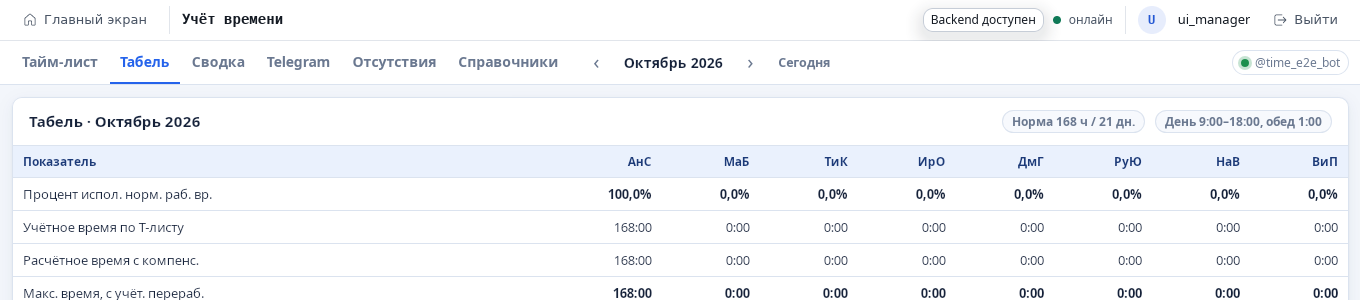 Главный экран Учёт времени Backend доступен онлайн U ui_manager Выйти
Тайм-лист Табель Сводка Telegram Отсутствия Справочники ‹ Октябрь 2026 › Сегодня @time_e2e_bot
Табель · Октябрь 2026 Норма 168 ч / 21 дн. День 9:00–18:00, обед 1:00
Показатель АнС МаБ ТиК ИрО ДмГ РуЮ НаВ ВиП
Процент испол. норм. раб. вр. 100,0% 0,0% 0,0% 0,0% 0,0% 0,0% 0,0% 0,0%
Учётное время по Т-листу 168:00 0:00 0:00 0:00 0:00 0:00 0:00 0:00
Расчётное время с компенс. 168:00 0:00 0:00 0:00 0:00 0:00 0:00 0:00
Макс. время, с учёт. перераб. 168:00 0:00 0:00 0:00 0:00 0:00 0:00 0:00